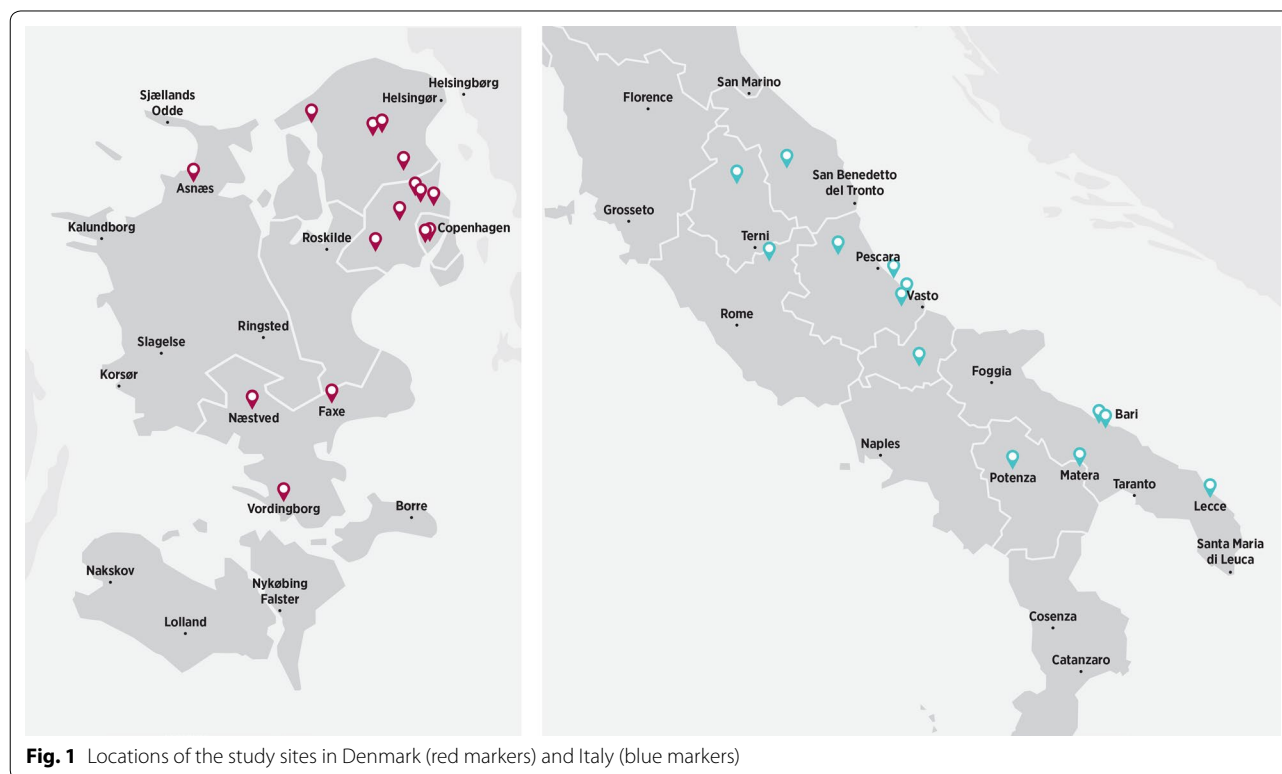 Helsingbørg
Helsingør
Sjællands
Odde
Asnæs
Kalundborg
Roskilde
Copenhagen
Ringsted
Slagelse
Korsør
Næstved
Faxe
Vordingborg
Borre
Nakskov
Nykøbing
Falster
Lolland
San Marino
Florence
San Benedetto
del Tronto
Grosseto
Terni
Pescara
Rome
Vasto
Foggia
Bari
Naples
Potenza
Matera
Taranto
Lecce
Santa Maria
di Leuca
Cosenza
Catanzaro
Fig. 1 Locations of the study sites in Denmark (red markers) and Italy (blue markers)